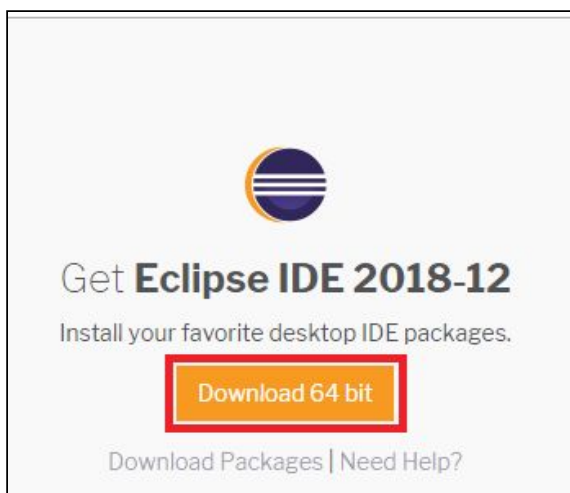 Get Eclipse IDE 2018-12
Install your favorite desktop IDE packages.
Download 64 bit
Download Packages | Need Help?